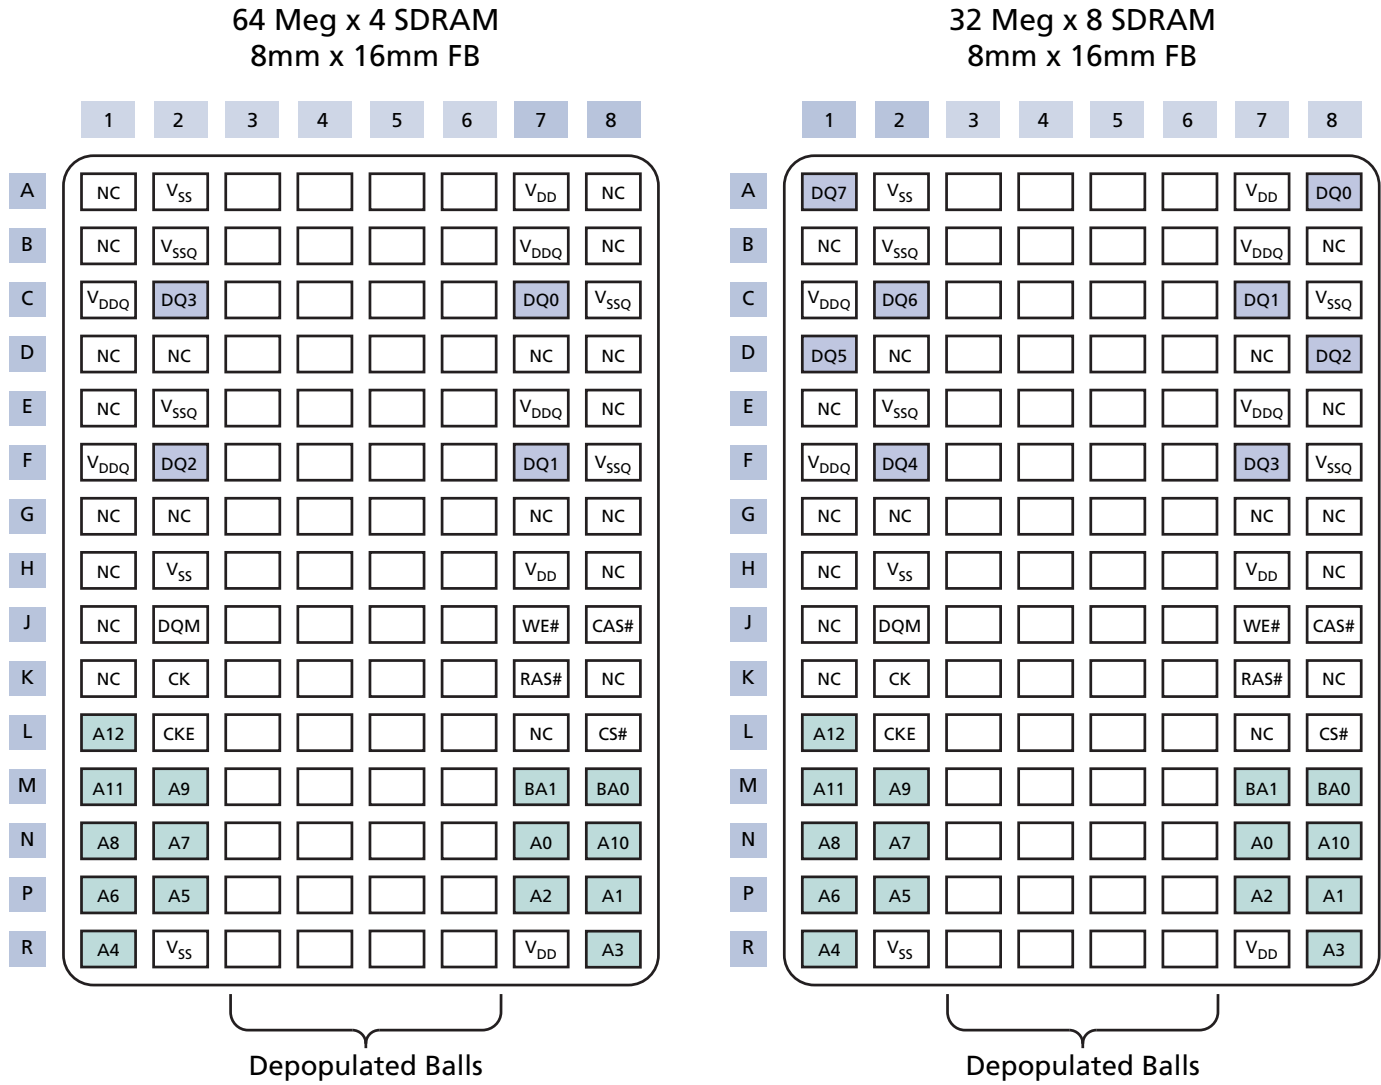 64 Meg x 4 SDRAM
8mm x 16mm FB
1 2 3 4 5 6 7 8
A NC VSS VDD NC
B NC VSSQ VDDQ NC
C VDDQ DQ3 DQ0 VSSQ
D NC NC NC NC
E NC VSSQ VDDQ NC
F VDDQ DQ2 DQ1 VSSQ
G NC NC NC NC
H NC VSS VDD NC
J NC DQM WE# CAS#
K NC CK RAS# NC
L A12 CKE NC CS#
M A11 A9 BA1 BA0
N A8 A7 A0 A10
P A6 A5 A2 A1
R A4 VSS VDD A3
Depopulated Balls
32 Meg x 8 SDRAM
8mm x 16mm FB
1 2 3 4 5 6 7 8
A DQ7 VSS VDD DQ0
B NC VSSQ VDDQ NC
C VDDQ DQ6 DQ1 VSSQ
D DQ5 NC NC DQ2
E NC VSSQ VDDQ NC
F VDDQ DQ4 DQ3 VSSQ
G NC NC NC NC
H NC VSS VDD NC
J NC DQM WE# CAS#
K NC CK RAS# NC
L A12 CKE NC CS#
M A11 A9 BA1 BA0
N A8 A7 A0 A10
P A6 A5 A2 A1
R A4 VSS VDD A3
Depopulated Balls